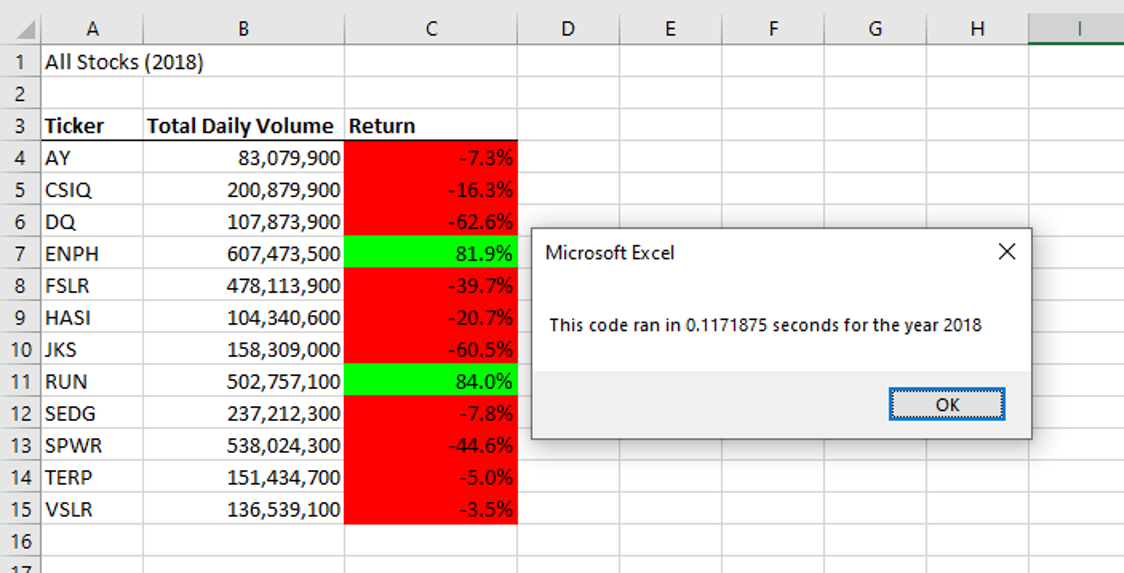 A B C D E F G H I
1 All Stocks (2018)
2
3 Ticker Total Daily Volume Return
4 AY 83,079,900 -7.3%
5 CSIQ 200,879,900 -16.3%
6 DQ 107,873,900 -62.6%
7 ENPH 607,473,500 81.9%
8 FSLR 478,113,900 -39.7%
9 HASI 104,340,600 -20.7%
10 JKS 158,309,000 -60.5%
11 RUN 502,757,100 84.0%
12 SEDG 237,212,300 -7.8%
13 SPWR 538,024,300 -44.6%
14 TERP 151,434,700 -5.0%
15 VSLR 136,539,100 -3.5%
16
17
Microsoft Excel
This code ran in 0.1171875 seconds for the year 2018
OK